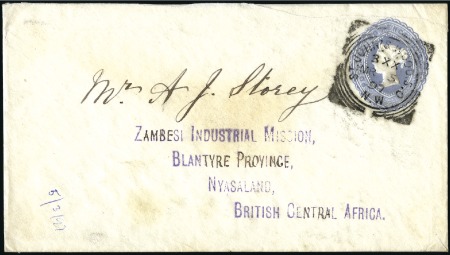 Mr A J. Storey
ZAMBESI INDUSTRIAL MISSION,
BLANTYRE PROVINCE,
NYASALAND,
BRITISH CENTRAL AFRICA.